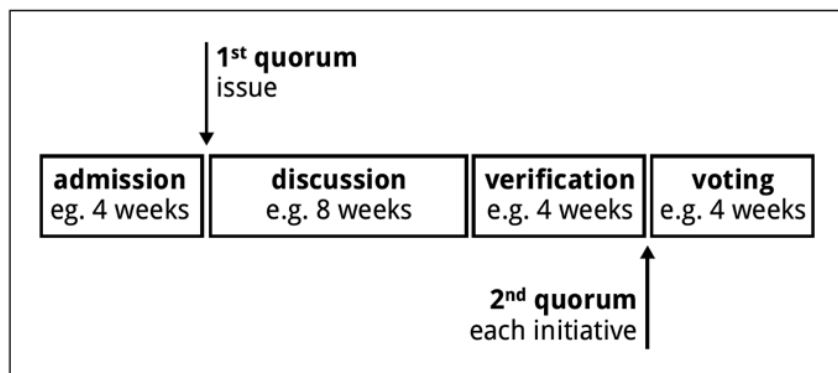 1st quorum
issue
admission
eg. 4 weeks
discussion
e.g. 8 weeks
verification
e.g. 4 weeks
voting
e.g. 4 weeks
2nd quorum
each initiative